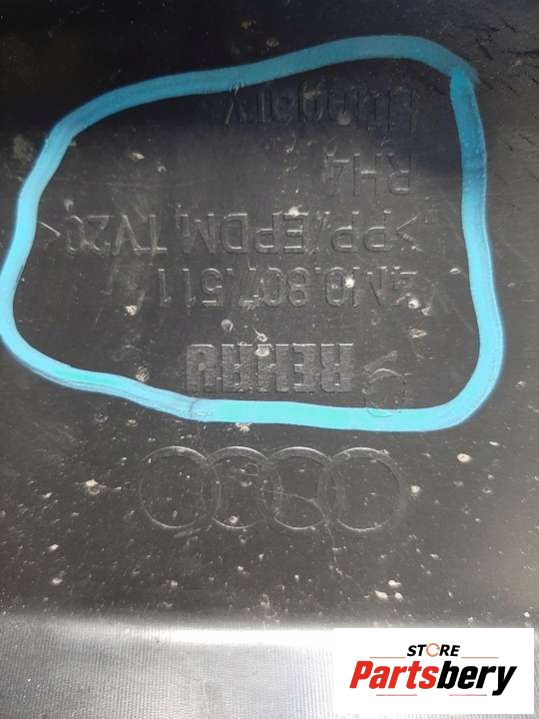 REHAU
4M0.807.511
>PP/EPDM TV20<
RH4
Hungary
STORE
Partsbery